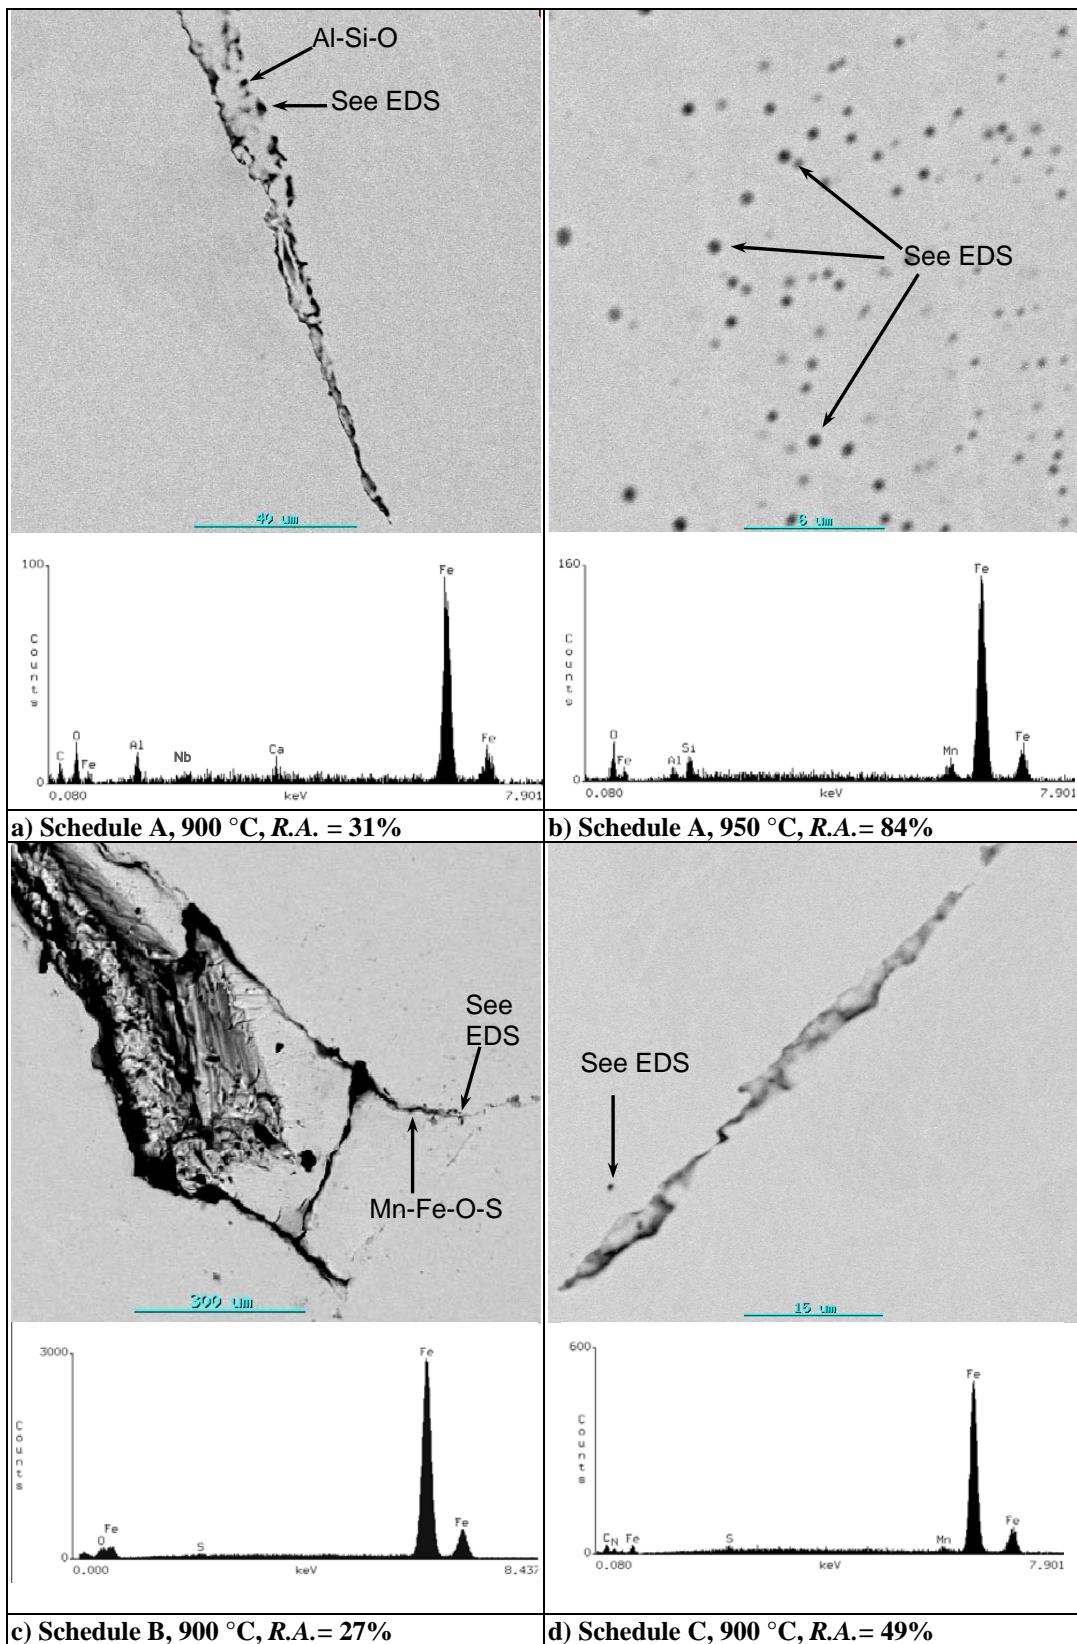 Al-Si-O
See EDS
40 um
See EDS
6 um
100
Counts
C
O
Fe
Al
Nb
Ca
Fe
Fe
0
0.080
keV
7.901
160
Counts
O
Fe
Al
Si
Mn
Fe
Fe
0
0.080
keV
7.901
a) Schedule A, 900 °C, R.A. = 31%
b) Schedule A, 950 °C, R.A.= 84%
See
EDS
Mn-Fe-O-S
300 um
See EDS
15 um
3000
Counts
O
Fe
S
Fe
Fe
0
0.000
keV
8.437
600
Counts
C
N
Fe
S
Mn
Fe
Fe
0
0.080
keV
7.901
c) Schedule B, 900 °C, R.A.= 27%
d) Schedule C, 900 °C, R.A.= 49%